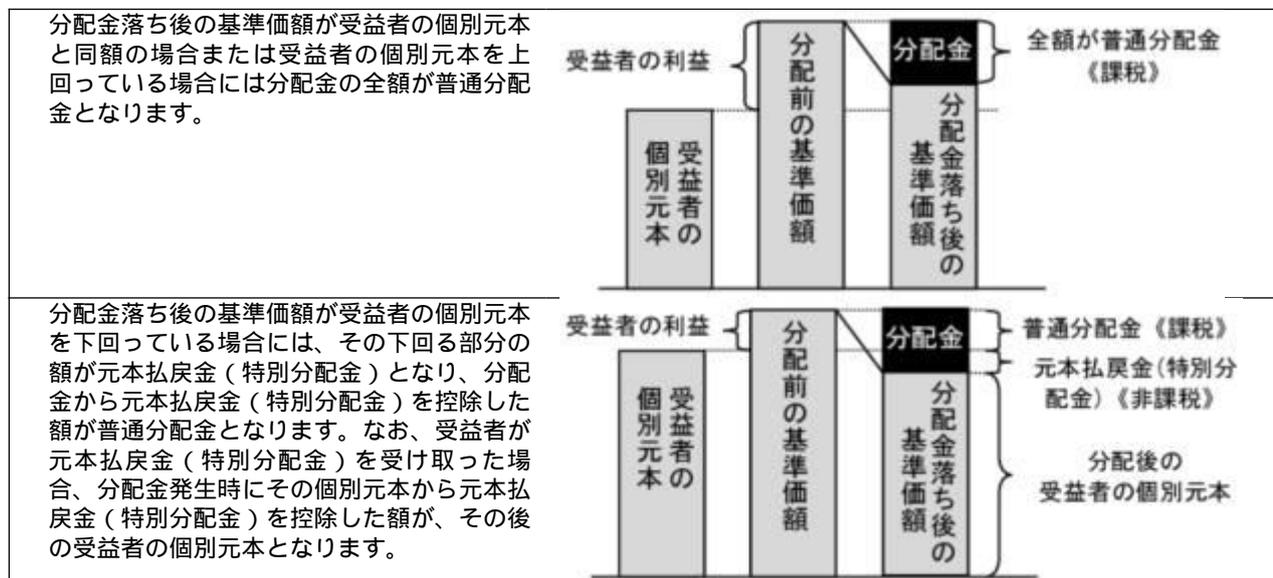 分配金落ち後の基準価額が受益者の個別元本
と同額の場合または受益者の個別元本を上
回っている場合には分配金の全額が普通分配
金となります。
受益者の利益
受益者の
個別元本
分配前の基準価額
分配金
分配金落ち後の
基準価額
全額が普通分配金
《課税》
分配金落ち後の基準価額が受益者の個別元本
を下回っている場合には、その下回る部分の
額が元本払戻金（特別分配金）となり、分配
金から元本払戻金（特別分配金）を控除した
額が普通分配金となります。なお、受益者が
元本払戻金（特別分配金）を受け取った場
合、分配金発生時にその個別元本から元本払
戻金（特別分配金）を控除した額が、その後
の受益者の個別元本となります。
受益者の利益
受益者の
個別元本
分配前の基準価額
分配金
分配金落ち後の
基準価額
普通分配金《課税》
元本払戻金(特別分
配金)《非課税》
分配後の
受益者の個別元本